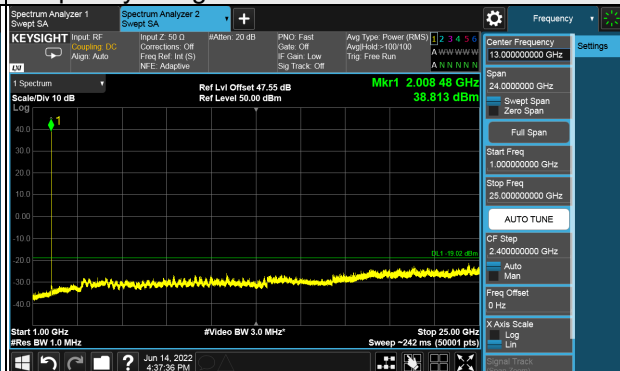 Spectrum Analyzer 1
Swept SA
Spectrum Analyzer 2
Swept SA
Frequency
KEYSIGHT
Input: RF
Coupling: DC
Align: Auto
Input Z: 50 Ω
Corrections: Off
Freq Ref: Int (S)
NFE: Adaptive
#Atten: 20 dB
PNO: Fast
Gate: Off
IF Gain: Low
Sig Track: Off
Avg Type: Power (RMS)
Avg|Hold:>100/100
Trig: Free Run
1 2 3 4 5 6
A W W W W W
A N N N N N
LXI
1 Spectrum
Scale/Div 10 dB
Log
Ref Lvl Offset 47.55 dB
Ref Level 50.00 dBm
Mkr1 2.008 48 GHz
38.813 dBm
40.0
30.0
20.0
10.0
0.00
-10.0
-20.0
-30.0
-40.0
1
DL1 -19.02 dBm
Start 1.00 GHz
#Res BW 1.0 MHz
#Video BW 3.0 MHz*
Stop 25.00 GHz
Sweep ~242 ms (50001 pts)
Jun 14, 2022
4:37:36 PM
Center Frequency
13.000000000 GHz
Settings
Span
24.0000000 GHz
Swept Span
Zero Span
Full Span
Start Freq
1.000000000 GHz
Stop Freq
25.000000000 GHz
AUTO TUNE
CF Step
2.400000000 GHz
Auto
Man
Freq Offset
0 Hz
X Axis Scale
Log
Lin
Signal Track